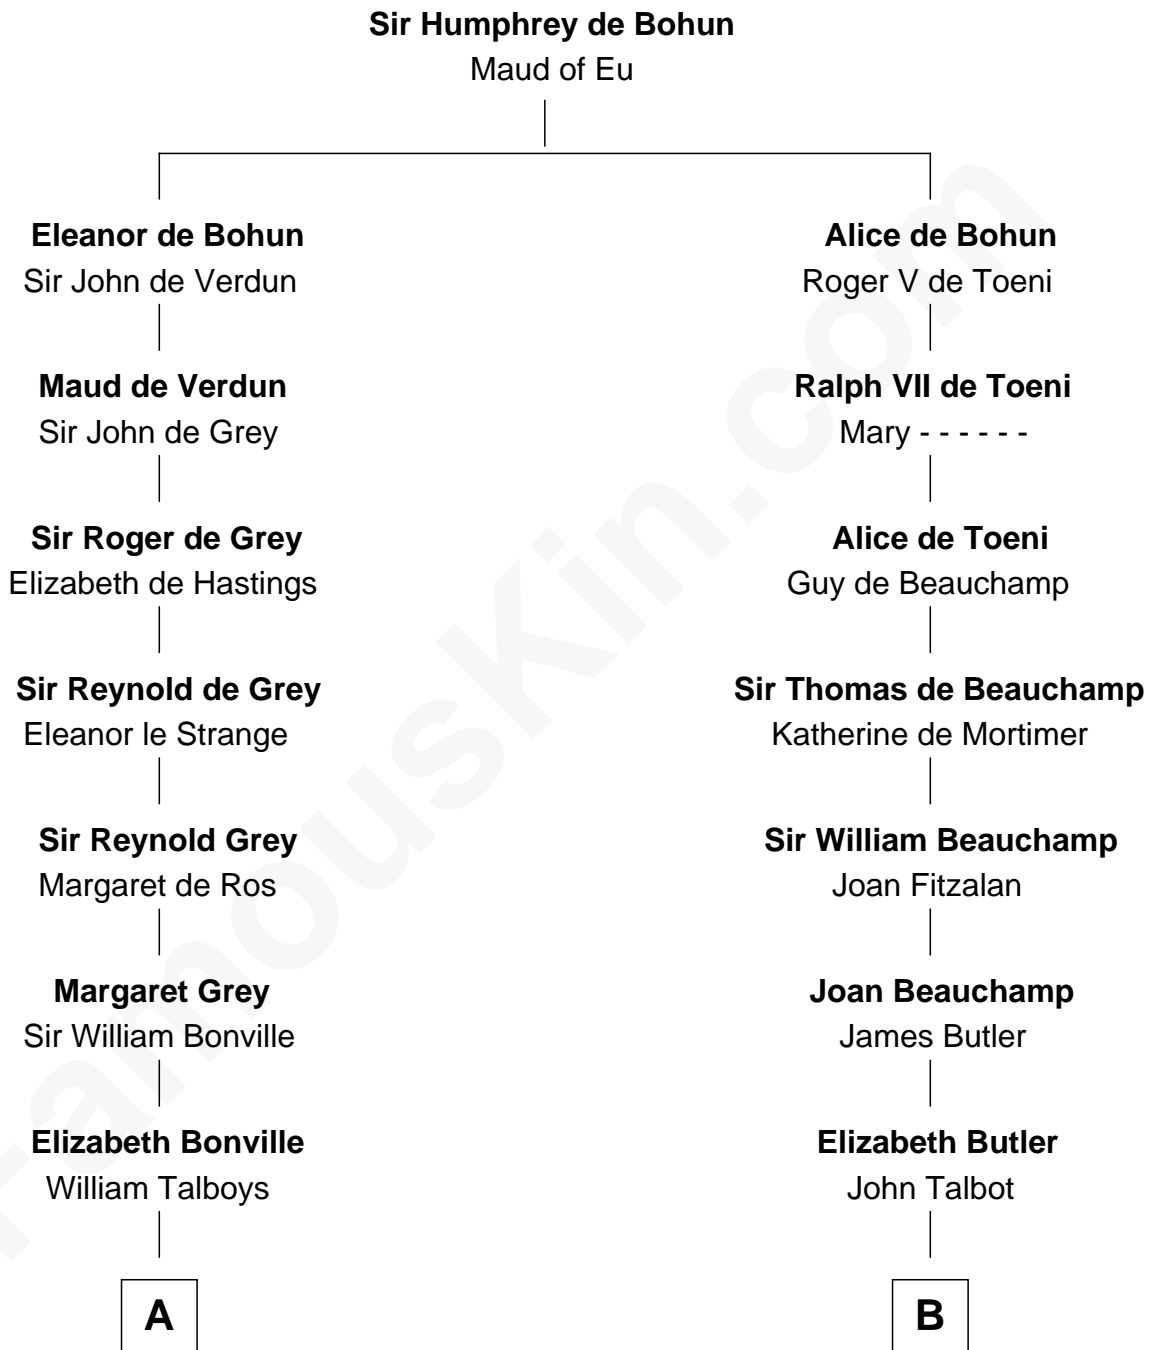 Sir Humphrey de Bohun
Maud of Eu
Eleanor de Bohun
Sir John de Verdun
Alice de Bohun
Roger V de Toeni
Maud de Verdun
Sir John de Grey
Ralph VII de Toeni
Mary - - - - - -
Sir Roger de Grey
Elizabeth de Hastings
Alice de Toeni
Guy de Beauchamp
Sir Reynold de Grey
Eleanor le Strange
Sir Thomas de Beauchamp
Katherine de Mortimer
Sir Reynold Grey
Margaret de Ros
Sir William Beauchamp
Joan Fitzalan
Margaret Grey
Sir William Bonville
Joan Beauchamp
James Butler
Elizabeth Bonville
William Talboys
Elizabeth Butler
John Talbot
A
B
FamousKin.com